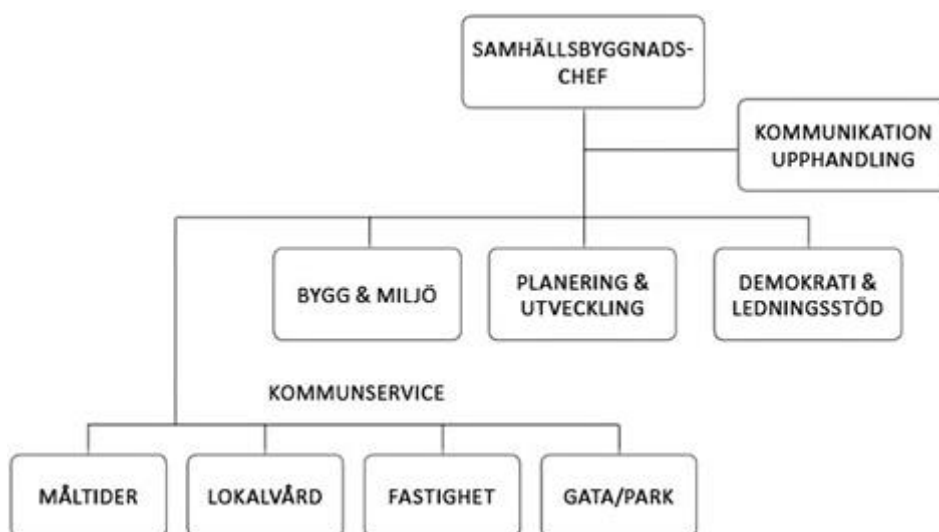 SAMHÄLLSBYGGNADS-
CHEF
KOMMUNIKATION
UPPHANDLING
BYGG & MILJÖ
PLANERING &
UTVECKLING
DEMOKRATI &
LEDNINGSSTÖD
KOMMUNSERVICE
MÅLTIDER
LOKALVÅRD
FASTIGHET
GATA/PARK